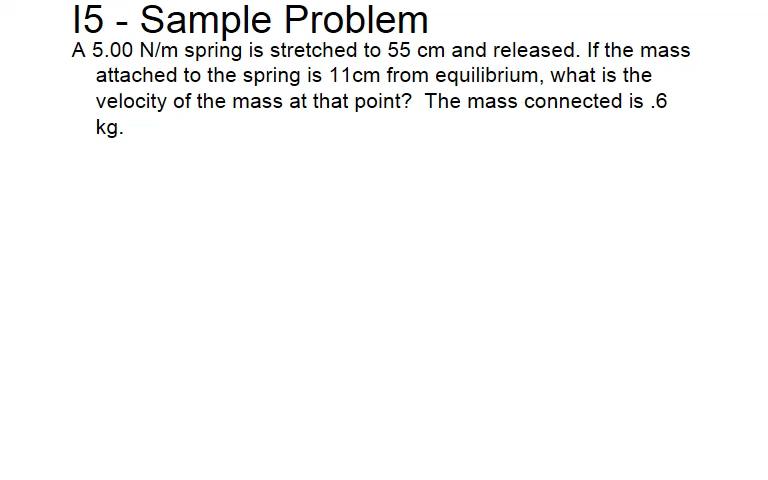 I5 - Sample Problem
A 5.00 N/m spring is stretched to 55 cm and released. If the mass
attached to the spring is 11cm from equilibrium, what is the
velocity of the mass at that point?  The mass connected is .6
kg.